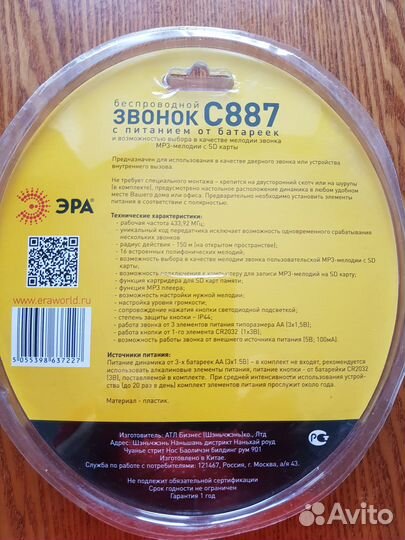 беспроводной
ЗВОНОК C887
с питанием от батареек
и возможностью выбора в качестве мелодии звонка
MP3-мелодии с SD карты
Предназначен для использования в качестве дверного звонка или устройства
внутреннего вызова.
Не требует специального монтажа – крепится на двусторонний скотч или на шурупы
(в комплекте), предусмотрено настольное расположение динамика в любом удобном
месте Вашего дома или офиса. Предварительно необходимо установить элементы
питания в соответствии с полярностью.
ЭРА
Технические характеристики:
- рабочая частота 433,92 МГц;
- уникальный код передатчика исключает возможность одновременного срабатывания
нескольких звонков
- радиус действия - 150 м (на открытом пространстве);
- 16 встроенных полифонических мелодий;
- возможность выбора в качестве мелодии звонка пользовательской MP3-мелодии с SD
карты,
- возможность подключения к компьютеру для записи MP3-мелодий на SD карту;
- функция картридера для SD карт памяти;
- функция MP3 плеера;
- возможность настройки нужной мелодии;
- настройка уровня громкости,
- сопровождение нажатия кнопки светодиодной подсветкой;
- степень защиты кнопки – IP44;
- работа звонка от 3 элементов питания типоразмера AA (3x1,5В);
- работа кнопки от 1-го элемента CR2032 (1x3В);
- возможность работы звонка от внешнего источника питания (5В; 100мА).
www.eraworld.ru
5 055398 637227
Источники питания:
Питание динамика от 3-х батареек AA (3x1.5В) – в комплект не входят, рекомендуется
использовать алкалиновые элементы питания, питание кнопки - от батарейки CR2032
(3В), поставляемой в комплекте. При средней интенсивности использования устрой-
ства (до 20 раз в день) комплект элементов питания прослужит около года.
Материал - пластик.
Изготовитель: АТЛ Бизнес (Шэньчжэнь)ко., Лтд
Адрес: Шэньчжэнь Наньшань дистрикт Наньхай роуд
Чуанье стрит Нос Баоличэн билдинг рум 901
Изготовлено в Китае.
Служба по работе с потребителями: 121467, Россия, г. Москва, а/я 43.
Не подлежит обязательной сертификации
Срок годности не ограничен
Гарантия 1 год
Avito